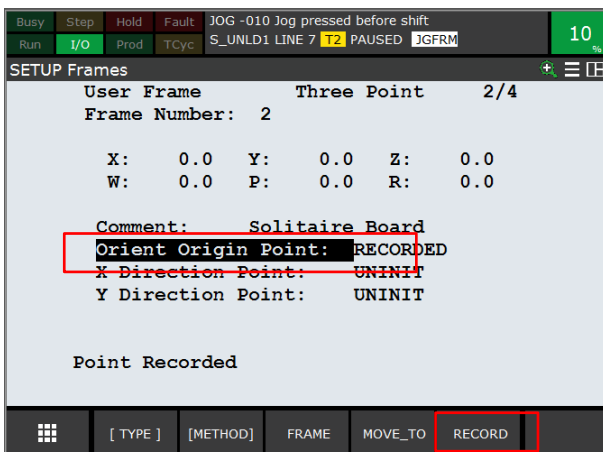 Busy Step Hold Fault JOG -010 Jog pressed before shift
Run I/O Prod TCyc S_UNLD1 LINE 7 T2 PAUSED JGFRM 10 %
SETUP Frames
User Frame Three Point 2/4
Frame Number: 2
X: 0.0 Y: 0.0 Z: 0.0
W: 0.0 P: 0.0 R: 0.0
Comment: Solitaire Board
Orient Origin Point: RECORDED
X Direction Point: UNINIT
Y Direction Point: UNINIT
Point Recorded
[ TYPE ] [METHOD] FRAME MOVE_TO RECORD